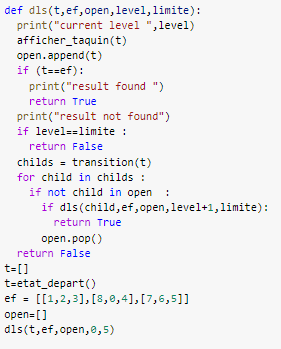 def dls(t,ef,open,level,limite):
  print("current level ",level)
  afficher_taquin(t)
  open.append(t)
  if (t==ef):
    print("result found ")
    return True
  print("result not found")
  if level==limite :
    return False
  childs = transition(t)
  for child in childs :
    if not child in open  :
      if dls(child,ef,open,level+1,limite):
        return True
      open.pop()
  return False
t=[]
t=etat_depart()
ef = [[1,2,3],[8,0,4],[7,6,5]]
open=[]
dls(t,ef,open,0,5)